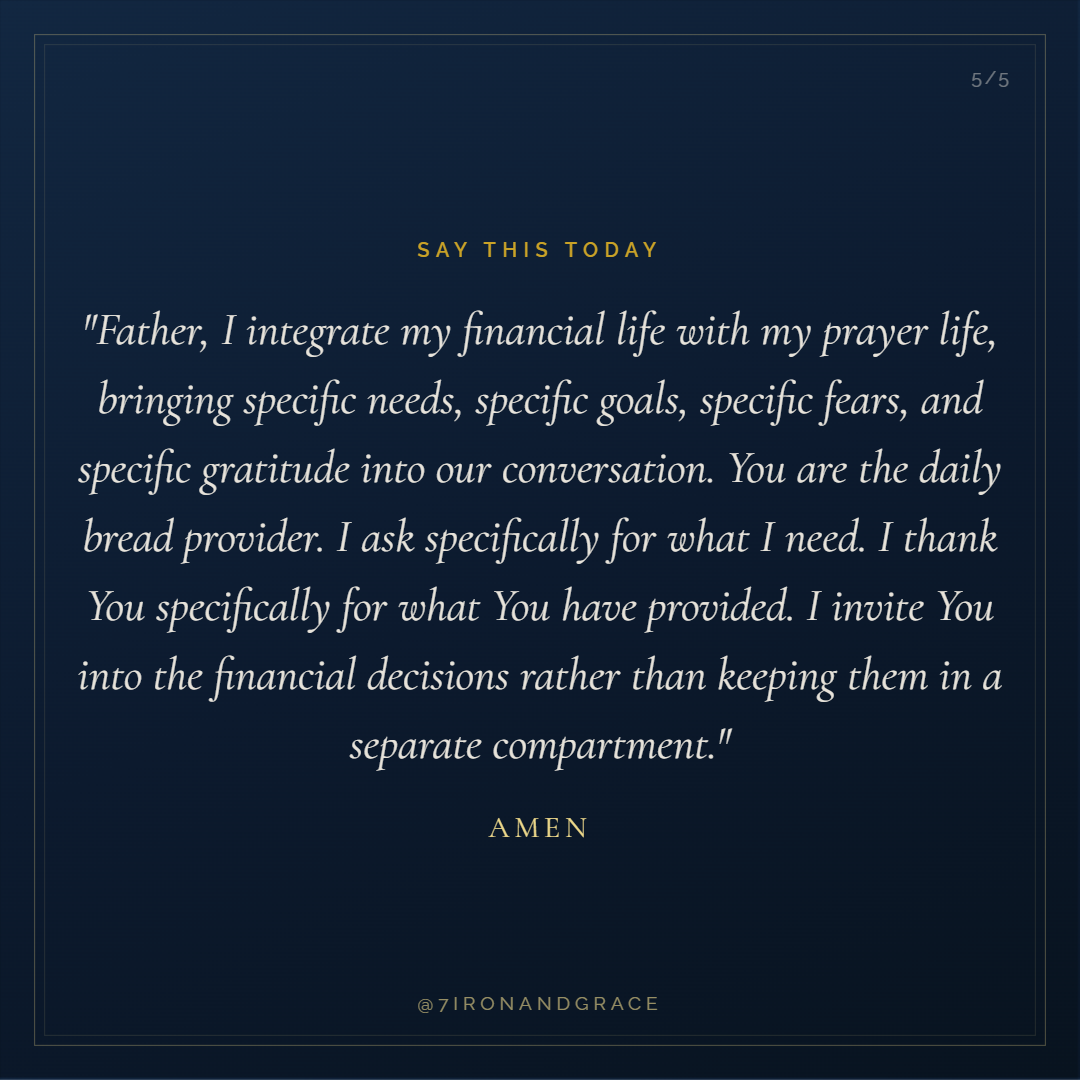 5/5
SAY THIS TODAY
"Father, I integrate my financial life with my prayer life,
bringing specific needs, specific goals, specific fears, and
specific gratitude into our conversation. You are the daily
bread provider. I ask specifically for what I need. I thank
You specifically for what You have provided. I invite You
into the financial decisions rather than keeping them in a
separate compartment."
AMEN
@7IRONANDGRACE